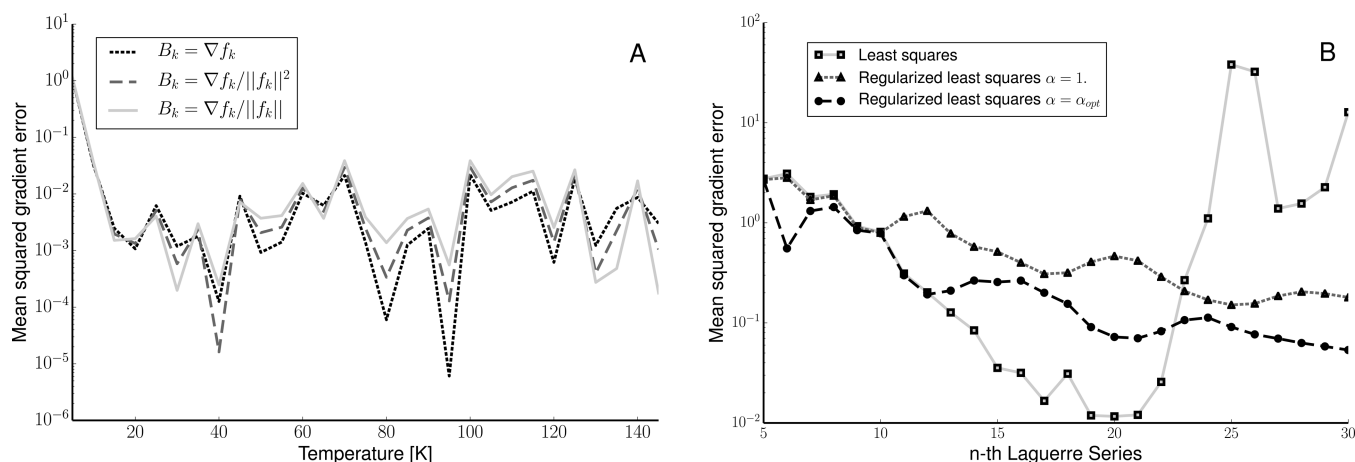 A
B_k = ∇f_k
B_k = ∇f_k/||f_k||^2
B_k = ∇f_k/||f_k||
Mean squared gradient error
10^1
10^0
10^-1
10^-2
10^-3
10^-4
10^-5
10^-6
20 40 60 80 100 120 140
Temperature [K]
B
Least squares
Regularized least squares α = 1.
Regularized least squares α = α_opt
Mean squared gradient error
10^2
10^1
10^0
10^-1
10^-2
5 10 15 20 25 30
n-th Laguerre Series